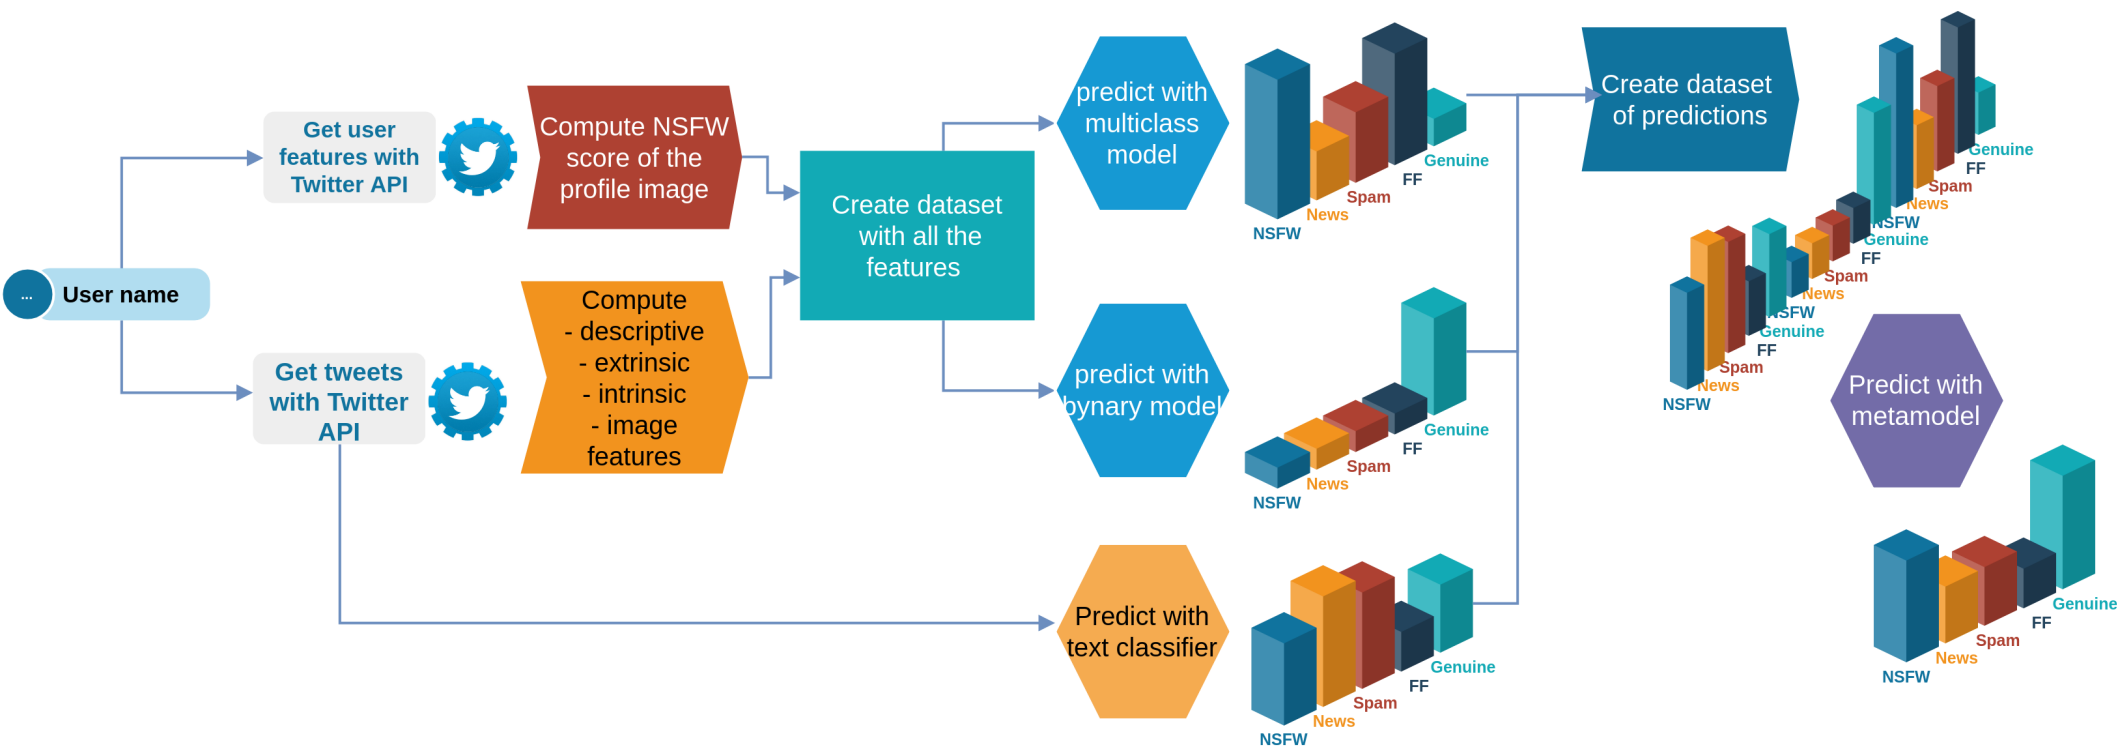 ...
User name
Get user
features with
Twitter API
Get tweets
with Twitter
API
Compute NSFW
score of the
profile image
Compute
- descriptive
- extrinsic
- intrinsic
- image
features
Create dataset
with all the
features
predict with
multiclass
model
NSFW
News
Spam
FF
Genuine
predict with
bynary model
NSFW
News
Spam
FF
Genuine
Predict with
text classifier
NSFW
News
Spam
FF
Genuine
Create dataset
of predictions
Genuine
FF
Spam
News
NSFW
Genuine
FF
Spam
News
NSFW
Genuine
FF
Spam
News
NSFW
Predict with
metamodel
NSFW
News
Spam
FF
Genuine